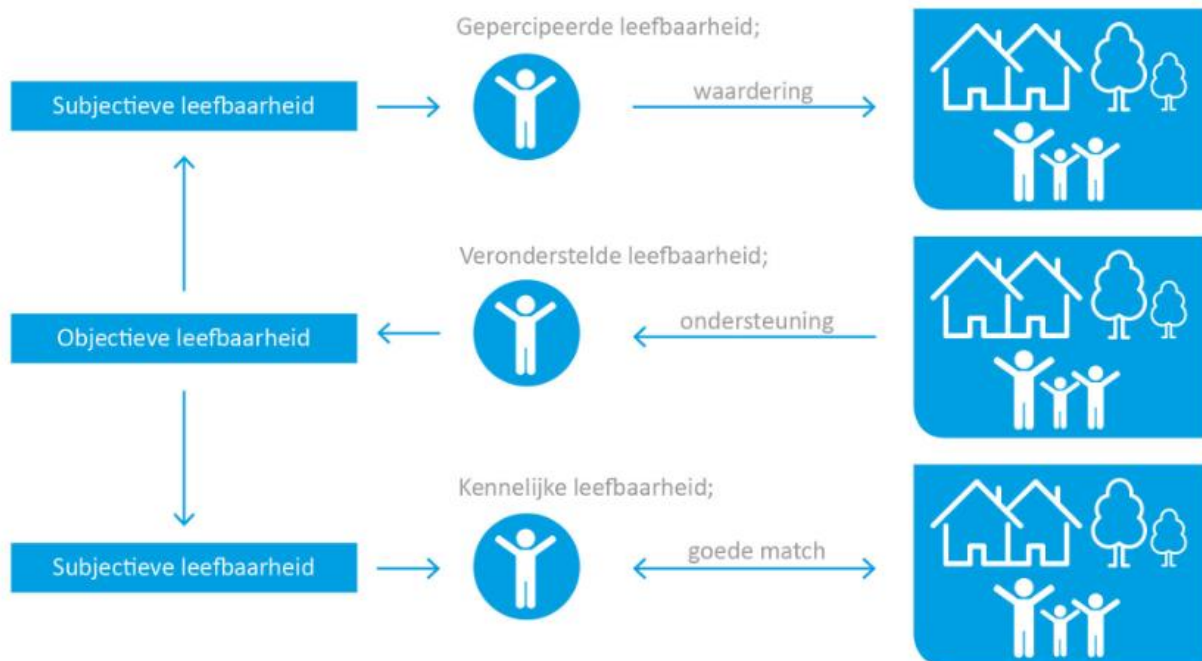 Gepercipeerde leefbaarheid;
Subjectieve leefbaarheid
waardering
Veronderstelde leefbaarheid;
Objectieve leefbaarheid
ondersteuning
Kennelijke leefbaarheid;
Subjectieve leefbaarheid
goede match